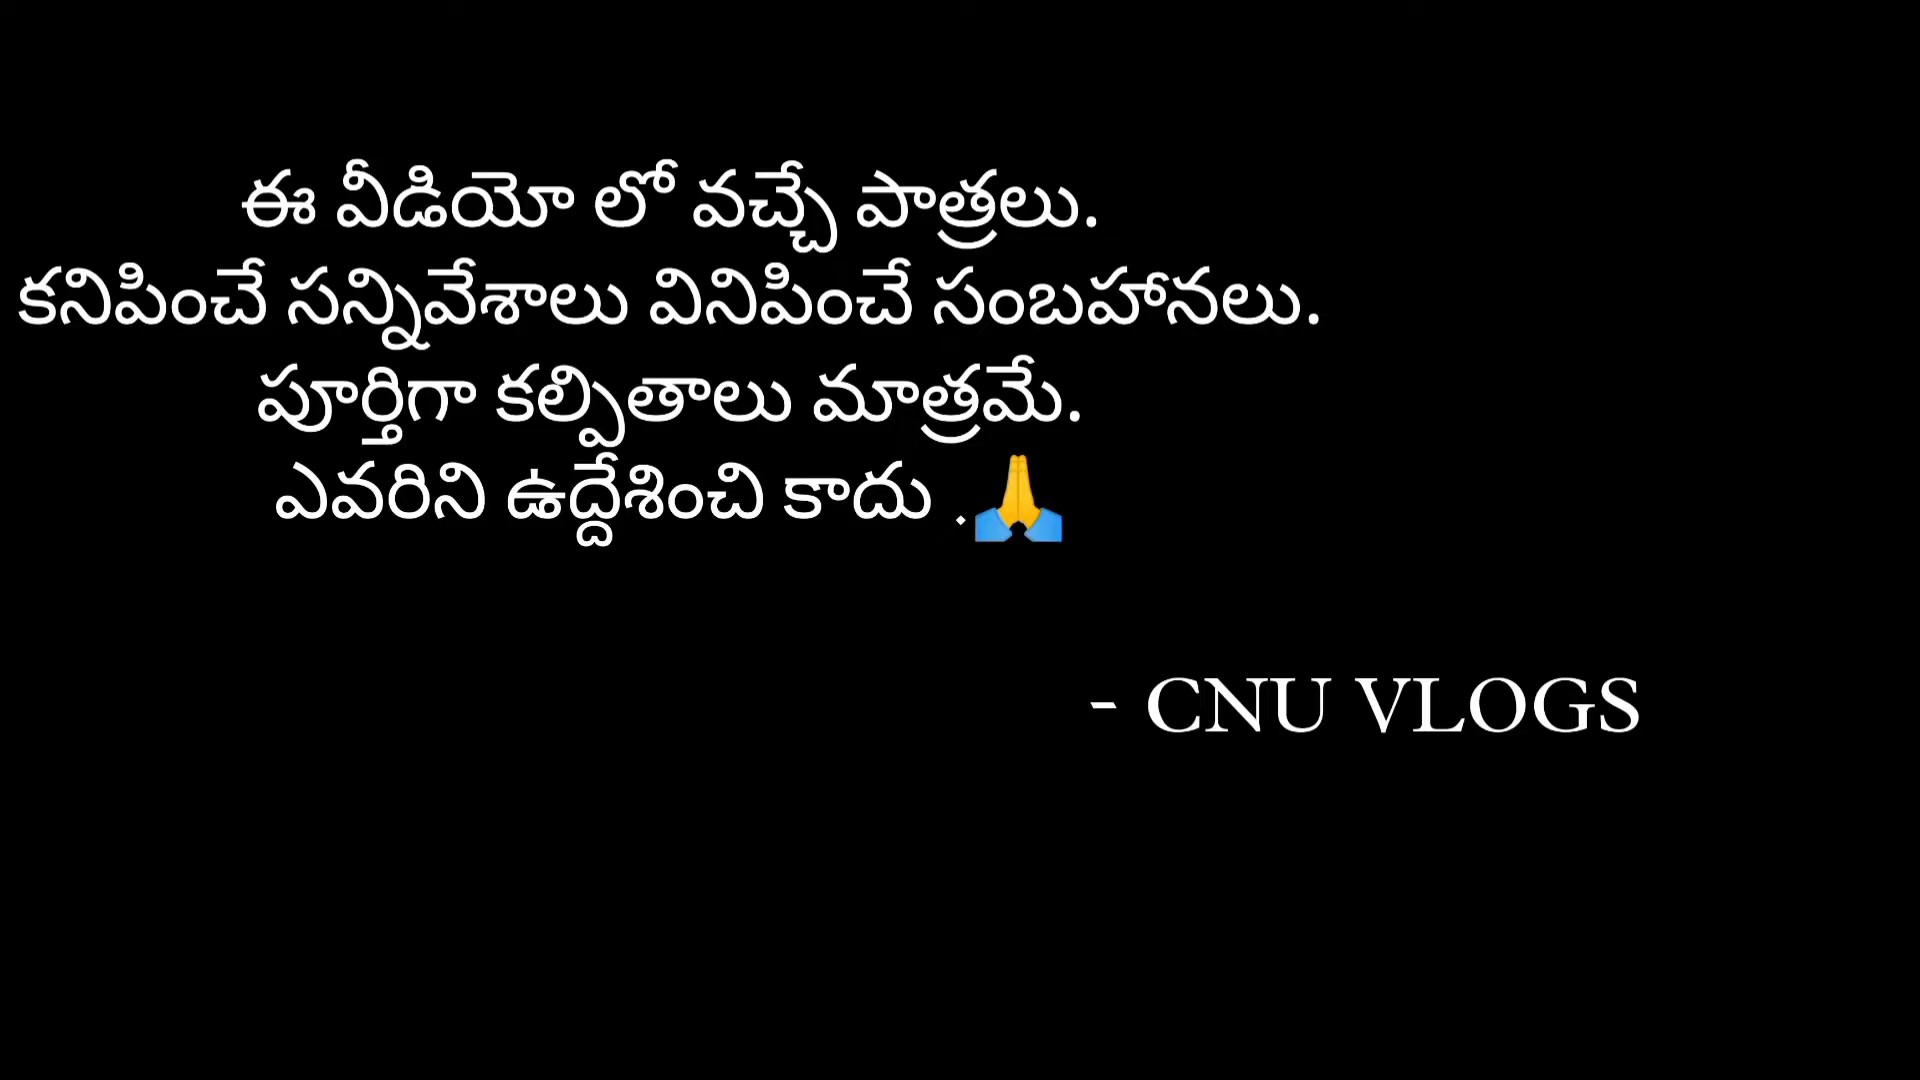 ఈ వీడియో లో వచ్చే పాత్రలు.
కనిపించే సన్నివేశాలు వినిపించే సంబహానలు.
పూర్తిగా కల్పితాలు మాత్రమే.
ఎవరిని ఉద్దేశించి కాదు .🙏
- CNU VLOGS